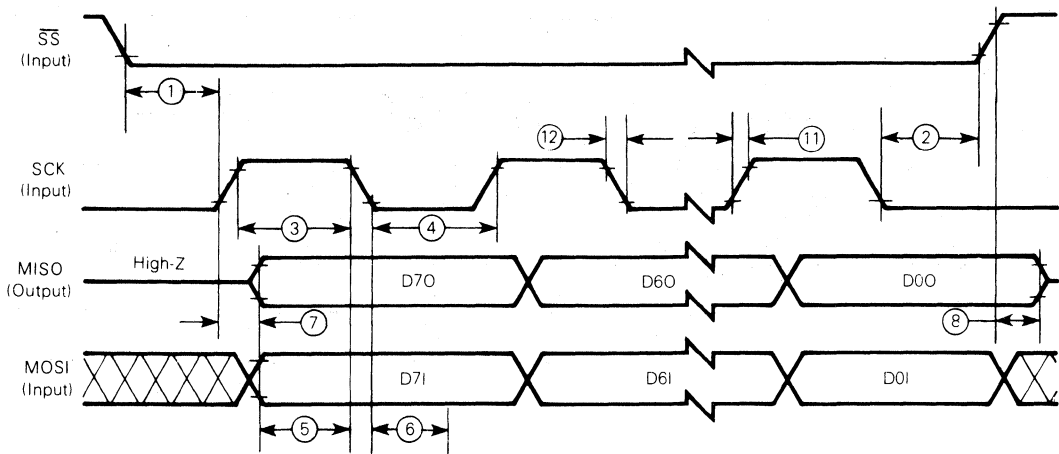 SS
(Input)
1
SCK
(Input)
12
11
2
3
4
MISO
(Output)
High-Z
D7O
D6O
D0O
7
8
MOSI
(Input)
D7I
D6I
D0I
5
6